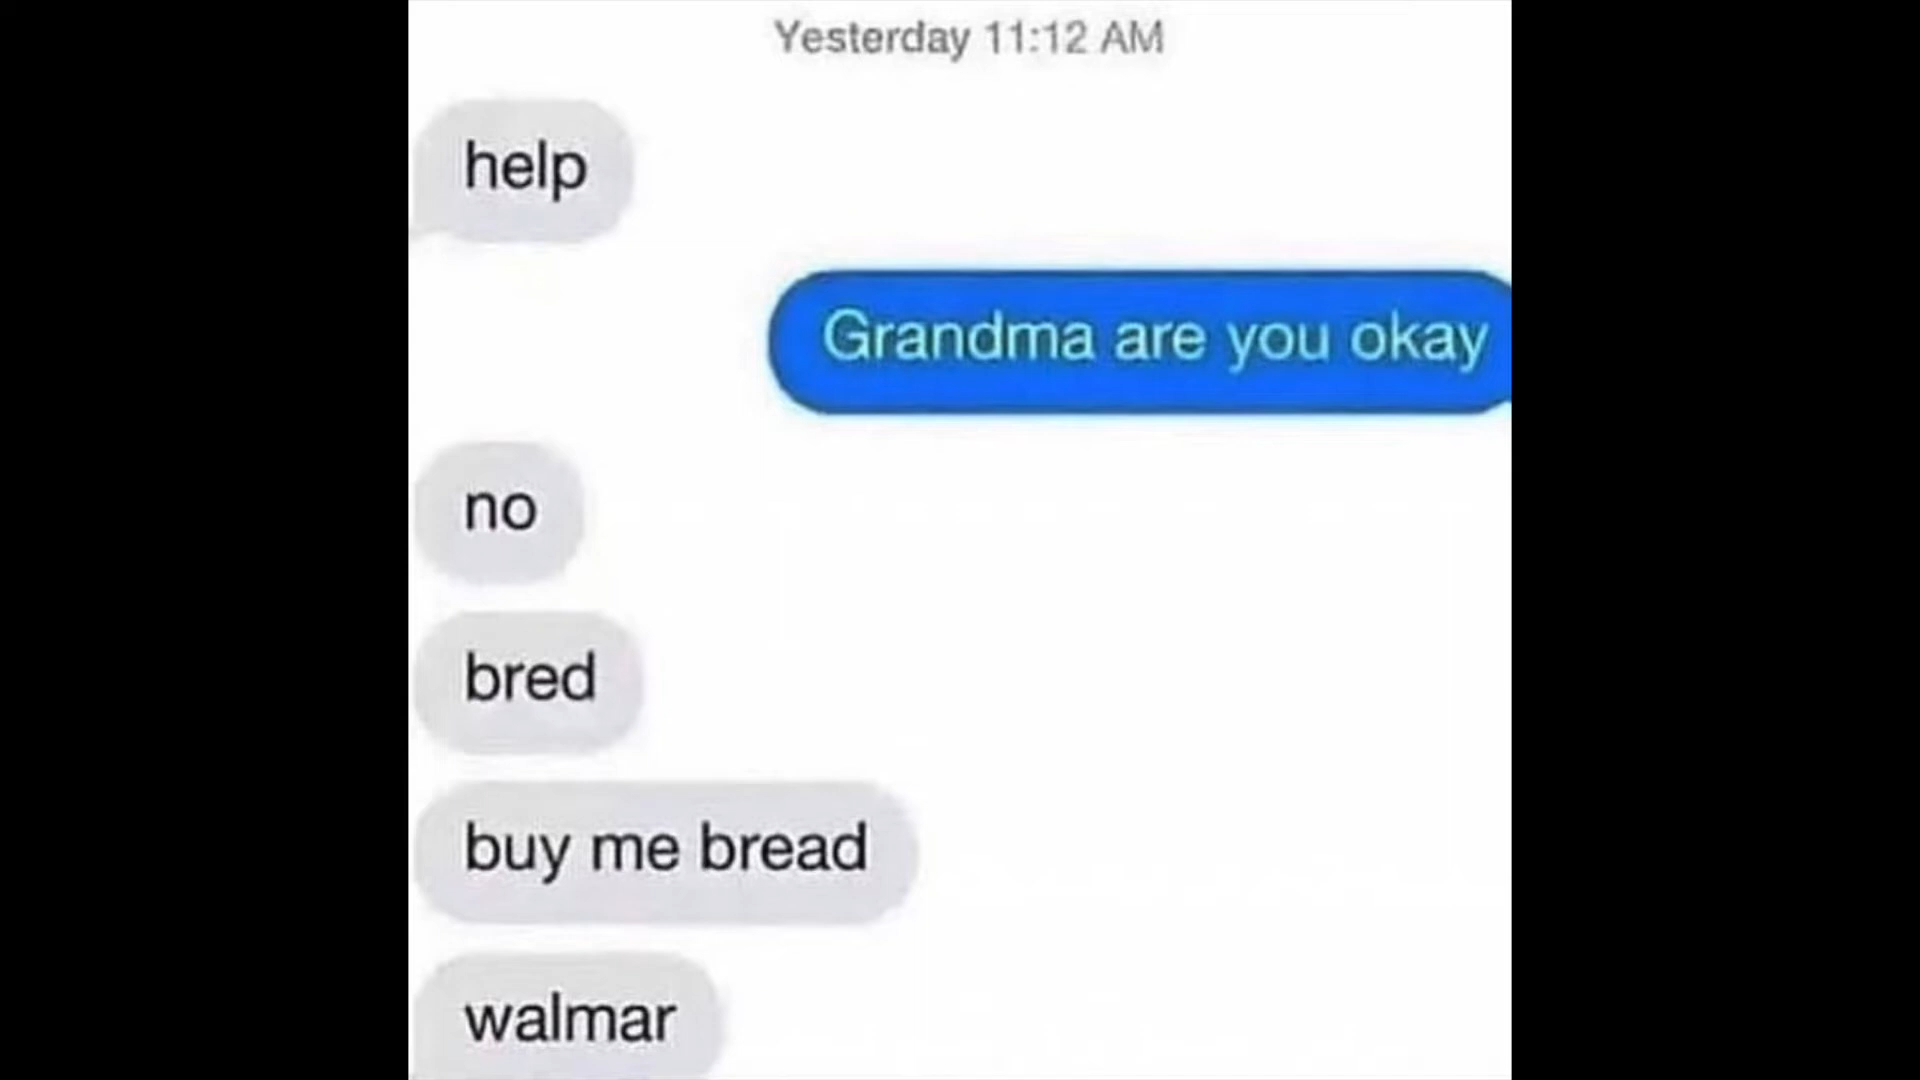 Yesterday 11:12 AM
help
Grandma are you okay
no
bred
buy me bread
walmar